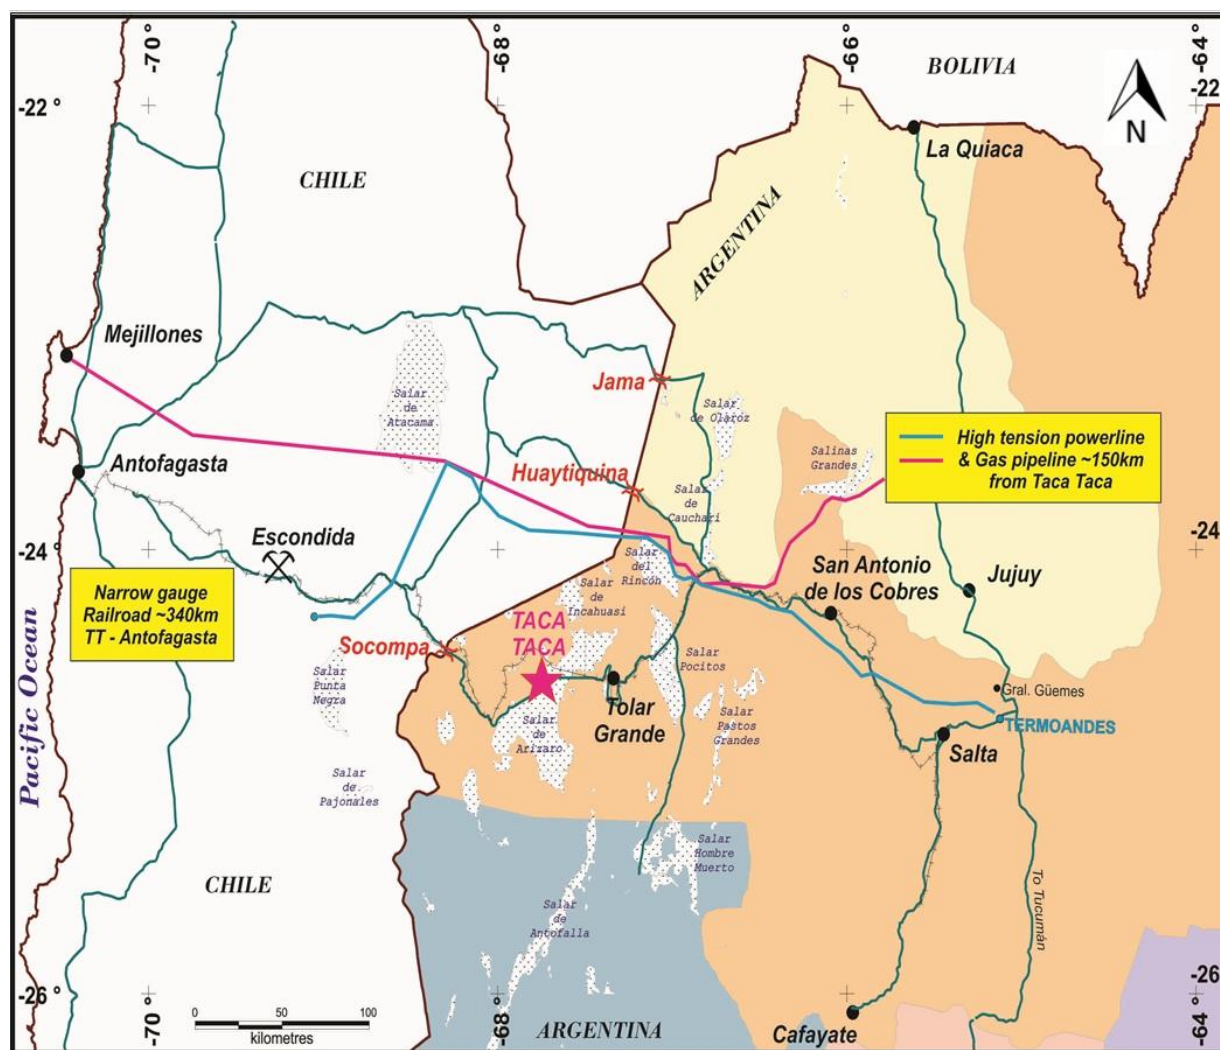 -70
-68
-66
-64
-22 °
-22
BOLIVIA
N
La Quiaca
CHILE
ARGENTINA
Mejillones
Jama
Salar
de
Atacama
Salar
de Olaroz
High tension powerline
& Gas pipeline ~150km
from Taca Taca
Antofagasta
Huaytiquina
Salinas
Grandes
Salar
de
Cauchari
-24 °
-24
Escondida
Narrow gauge
Railroad ~340km
TT - Antofagasta
Salar
del
Rincón
San Antonio
de los Cobres
Jujuy
Salar
de
Incahuasi
TACA
TACA
Socompa
Salar
Pocitos
Salar
Punta
Negra
Gral. Güemes
Tolar
Grande
Salar
de
Arizaro
Salar
Pastos
Grandes
TERMOANDES
Salta
Pacific Ocean
Salar
de
Pajonales
Salar
Hombre
Muerto
CHILE
Salar
de
Antofalla
To Tucumán
-26 °
-26
0 50 100
kilometres
Cafayate
ARGENTINA
-70
-68
-66
-64